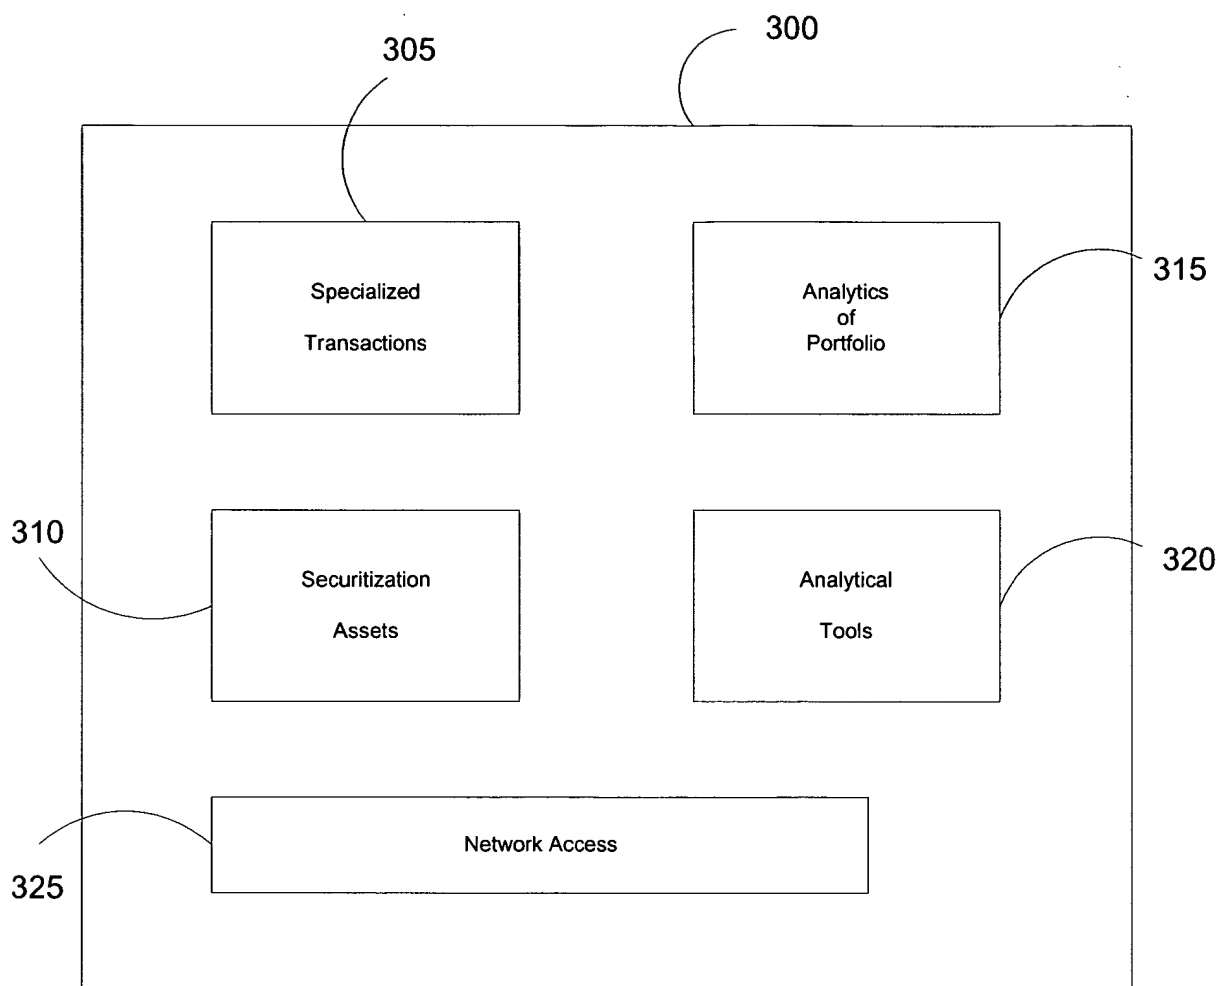 300
305
Specialized
Transactions
Analytics
of
Portfolio
315
310
Securitization
Assets
Analytical
Tools
320
Network Access
325